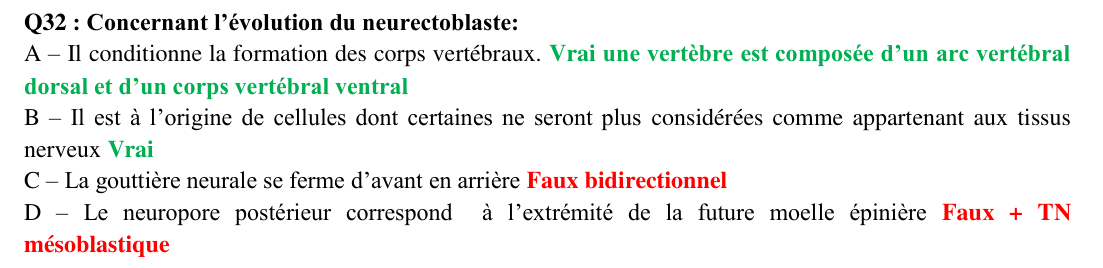 Q32 : Concernant l’évolution du neurectoblaste:
A – Il conditionne la formation des corps vertébraux. Vrai une vertèbre est composée d’un arc vertébral
dorsal et d’un corps vertébral ventral
B – Il est à l’origine de cellules dont certaines ne seront plus considérées comme appartenant aux tissus
nerveux Vrai
C – La gouttière neurale se ferme d’avant en arrière Faux bidirectionnel
D – Le neuropore postérieur correspond à l’extrémité de la future moelle épinière Faux + TN
mésoblastique